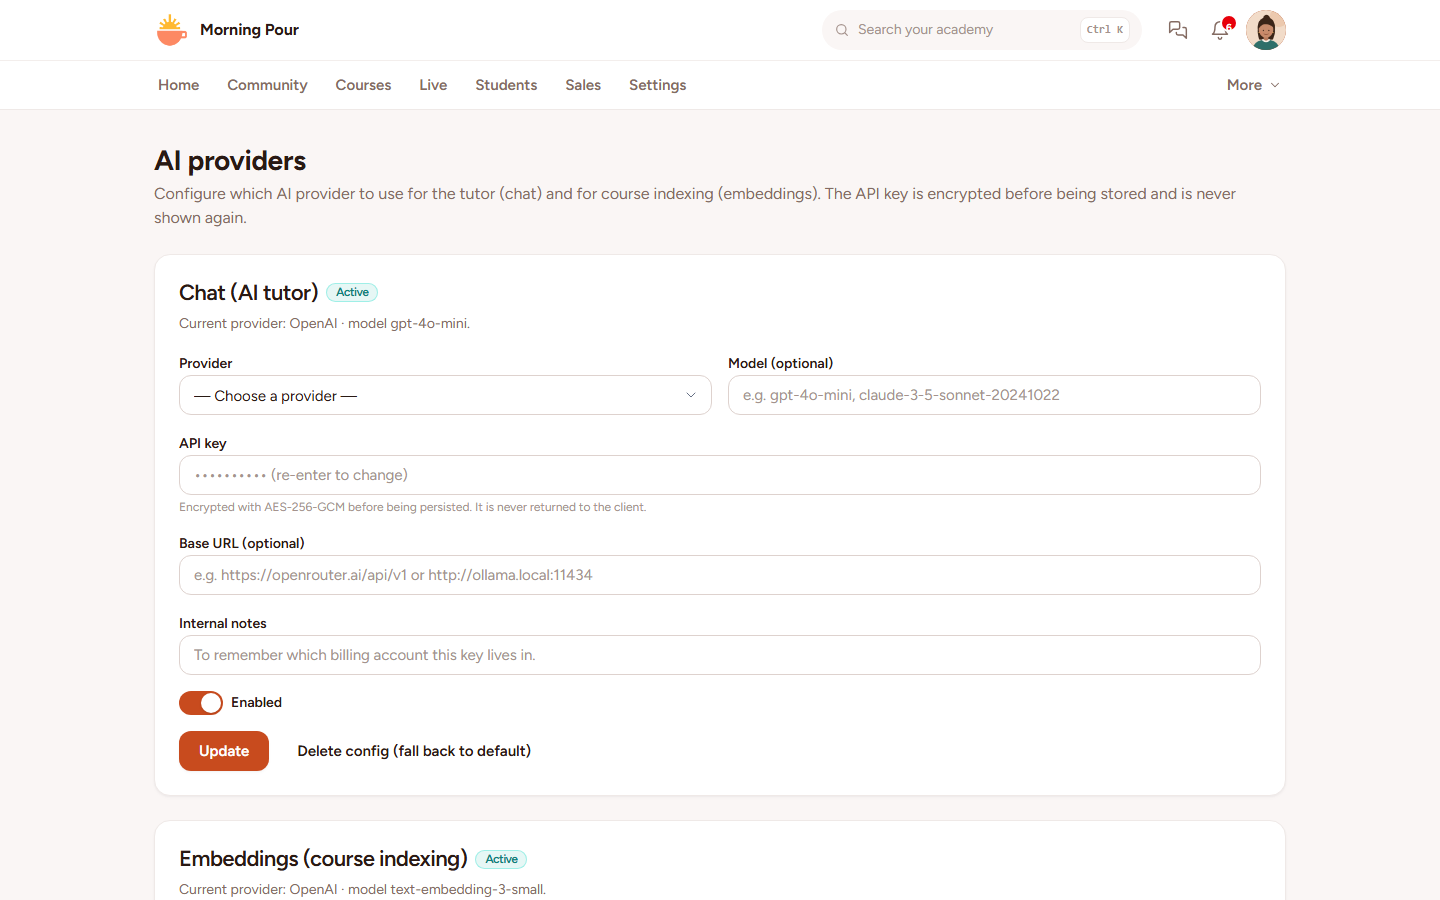 Morning Pour
Search your academy
Ctrl K
6
Home
Community
Courses
Live
Students
Sales
Settings
More
AI providers
Configure which AI provider to use for the tutor (chat) and for course indexing (embeddings). The API key is encrypted before being stored and is never
shown again.
Chat (AI tutor)
Active
Current provider: OpenAI · model gpt-4o-mini.
Provider
Model (optional)
— Choose a provider —
e.g. gpt-4o-mini, claude-3-5-sonnet-20241022
API key
•••••••••• (re-enter to change)
Encrypted with AES-256-GCM before being persisted. It is never returned to the client.
Base URL (optional)
e.g. https://openrouter.ai/api/v1 or http://ollama.local:11434
Internal notes
To remember which billing account this key lives in.
Enabled
Update
Delete config (fall back to default)
Embeddings (course indexing)
Active
Current provider: OpenAI · model text-embedding-3-small.